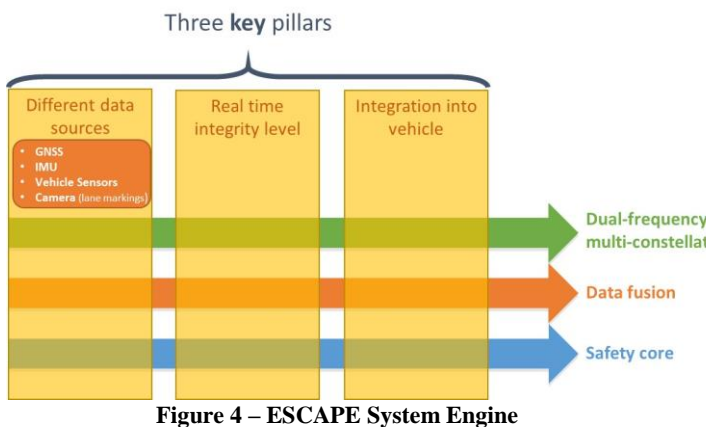 Three key pillars
Different data
sources
Real time
integrity level
Integration into
vehicle
• GNSS
• IMU
• Vehicle Sensors
• Camera (lane markings)
Dual-frequency
multi-constellat
Data fusion
Safety core
Figure 4 – ESCAPE System Engine